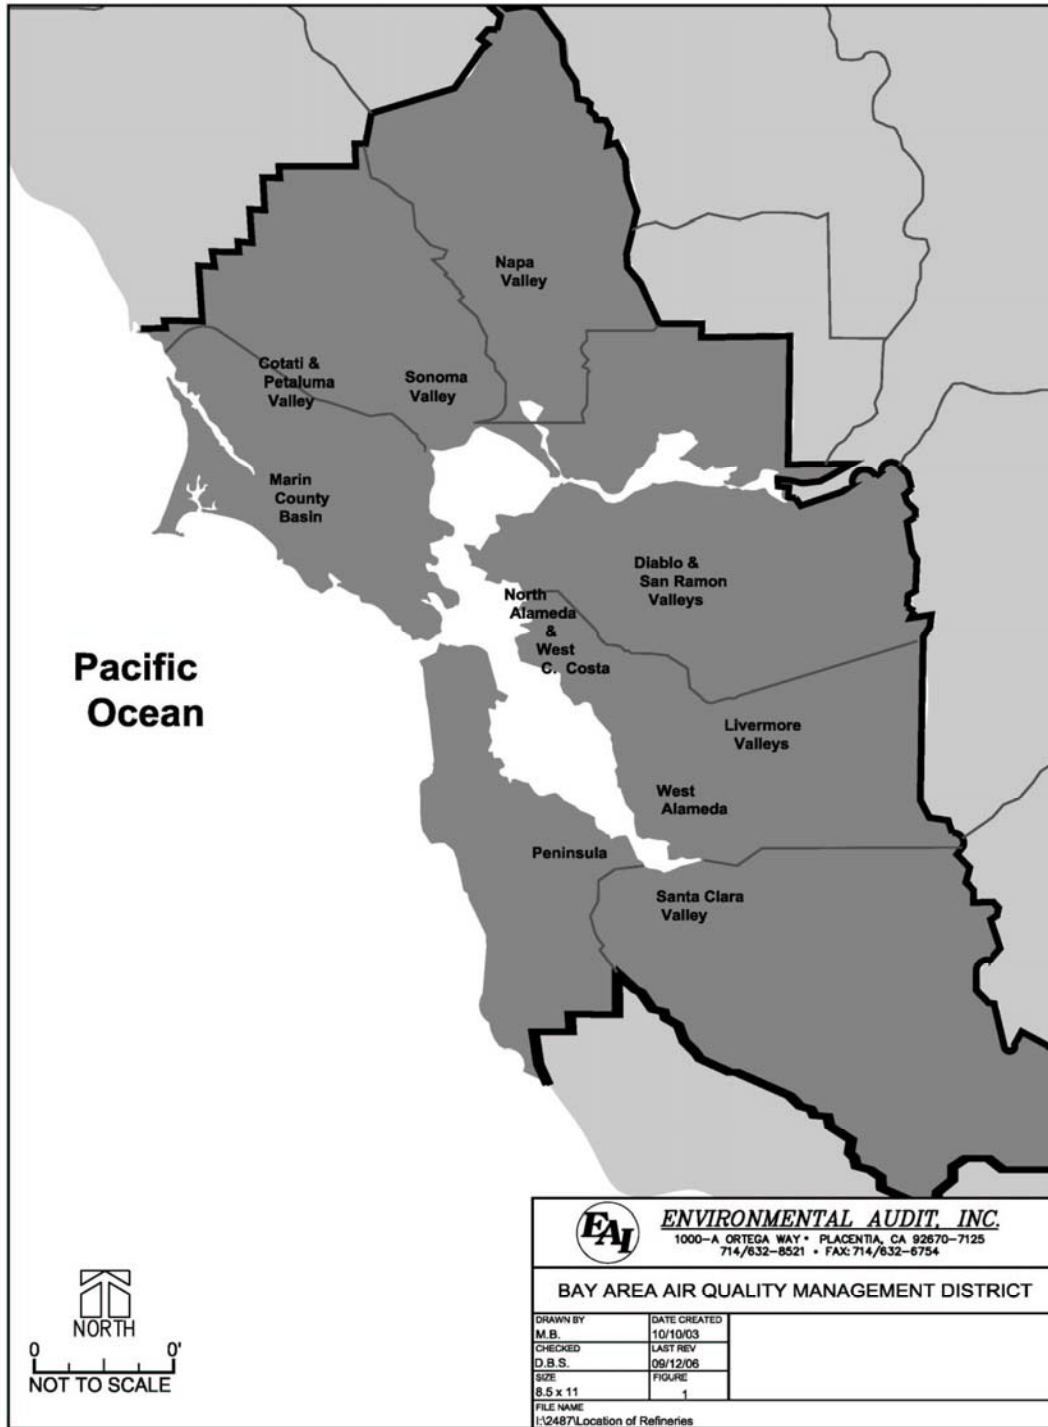 Napa
Valley
Cotati &
Petaluma
Valley
Sonoma
Valley
Marin
County
Basin
Diablo &
San Ramon
Valleys
North
Alameda
&
West
C. Costa
Pacific
Ocean
Livermore
Valleys
West
Alameda
Peninsula
Santa Clara
Valley
EAI
ENVIRONMENTAL AUDIT, INC.
1000-A ORTEGA WAY • PLACENTIA, CA 92670-7125
714/632-8521 • FAX: 714/632-6754
BAY AREA AIR QUALITY MANAGEMENT DISTRICT
DRAWN BY
M.B.
DATE CREATED
10/10/03
CHECKED
D.B.S.
LAST REV
09/12/06
SIZE
8.5 x 11
FIGURE
1
FILE NAME
I:\2487\Location of Refineries
NORTH
0 0'
NOT TO SCALE